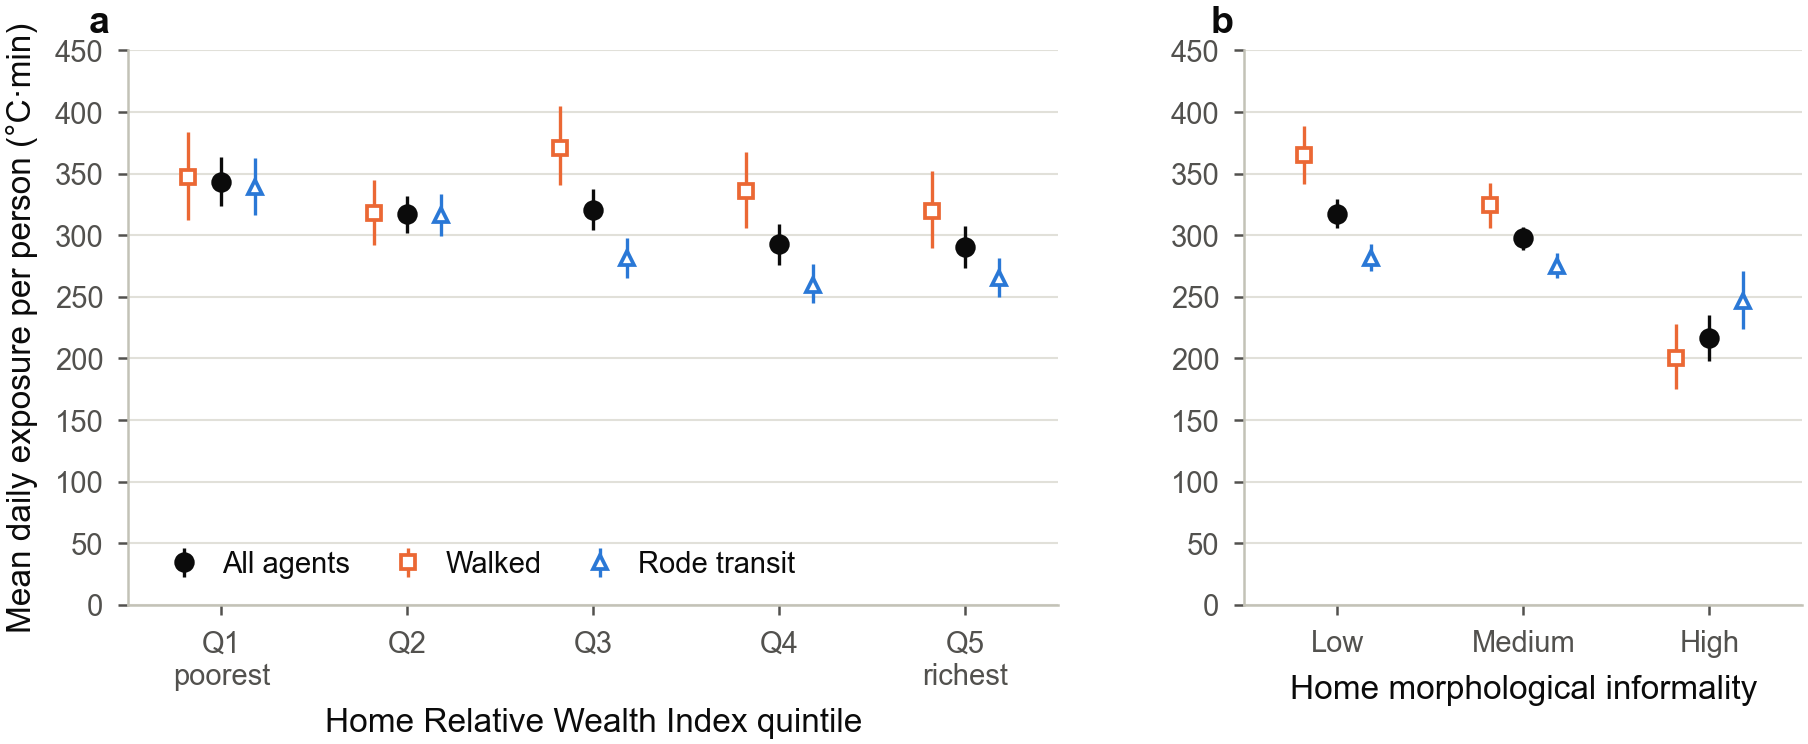 a
Mean daily exposure per person (°C·min)
450
400
350
300
250
200
150
100
50
0
All agents
Walked
Rode transit
Q1 poorest
Q2
Q3
Q4
Q5 richest
Home Relative Wealth Index quintile
b
450
400
350
300
250
200
150
100
50
0
Low
Medium
High
Home morphological informality